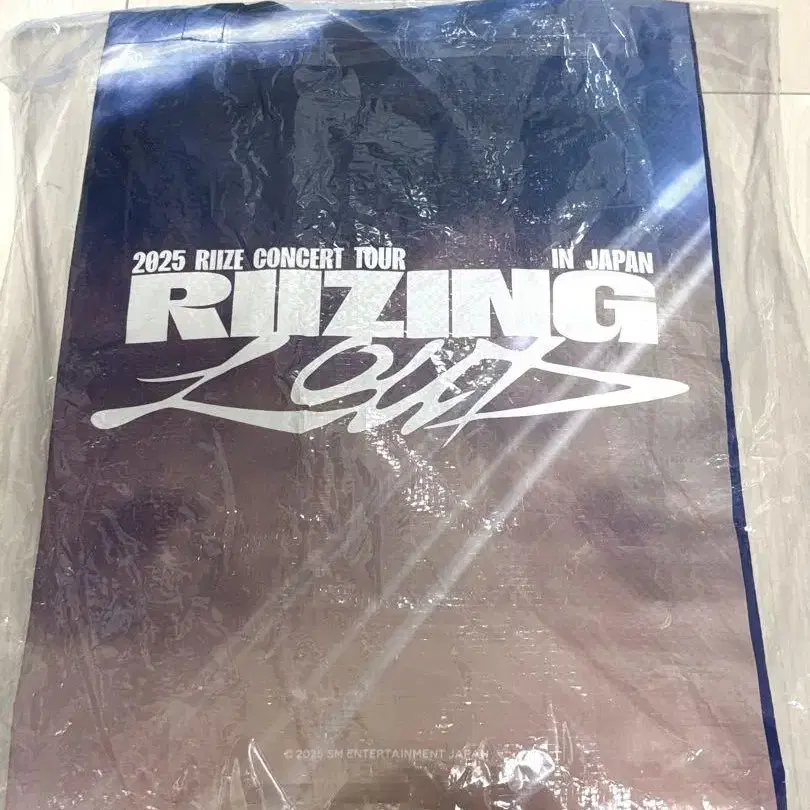 2025 RIIZE CONCERT TOUR IN JAPAN
RIIZING
LOUD
© 2025 SM ENTERTAINMENT JAPAN